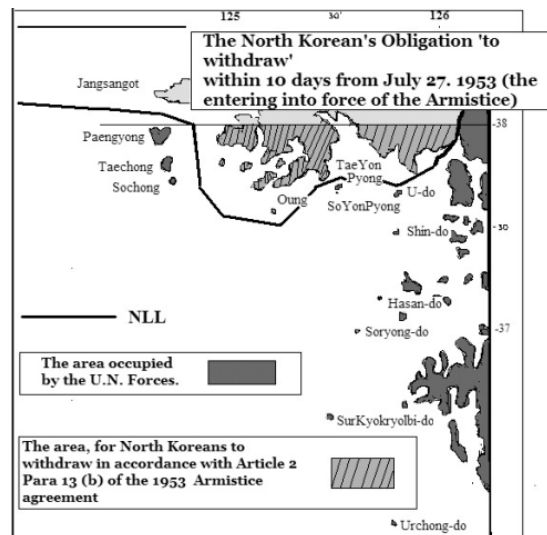 125
30'
126
The North Korean's Obligation 'to
withdraw'
within 10 days from July 27. 1953 (the
entering into force of the Armistice)
Jangsangot
38
Paengyong
Taechong
Sochong
TaeYon
Pyong
Oung
SoYonPyong
U-do
30
Shin-do
Hasan-do
NLL
Soryong-do
37
The area occupied
by the U.N. Forces.
SurKyokryolbi-do
The area, for North Koreans to
withdraw in accordance with Article 2
Para 13 (b) of the 1953 Armistice
agreement
Urchong-do